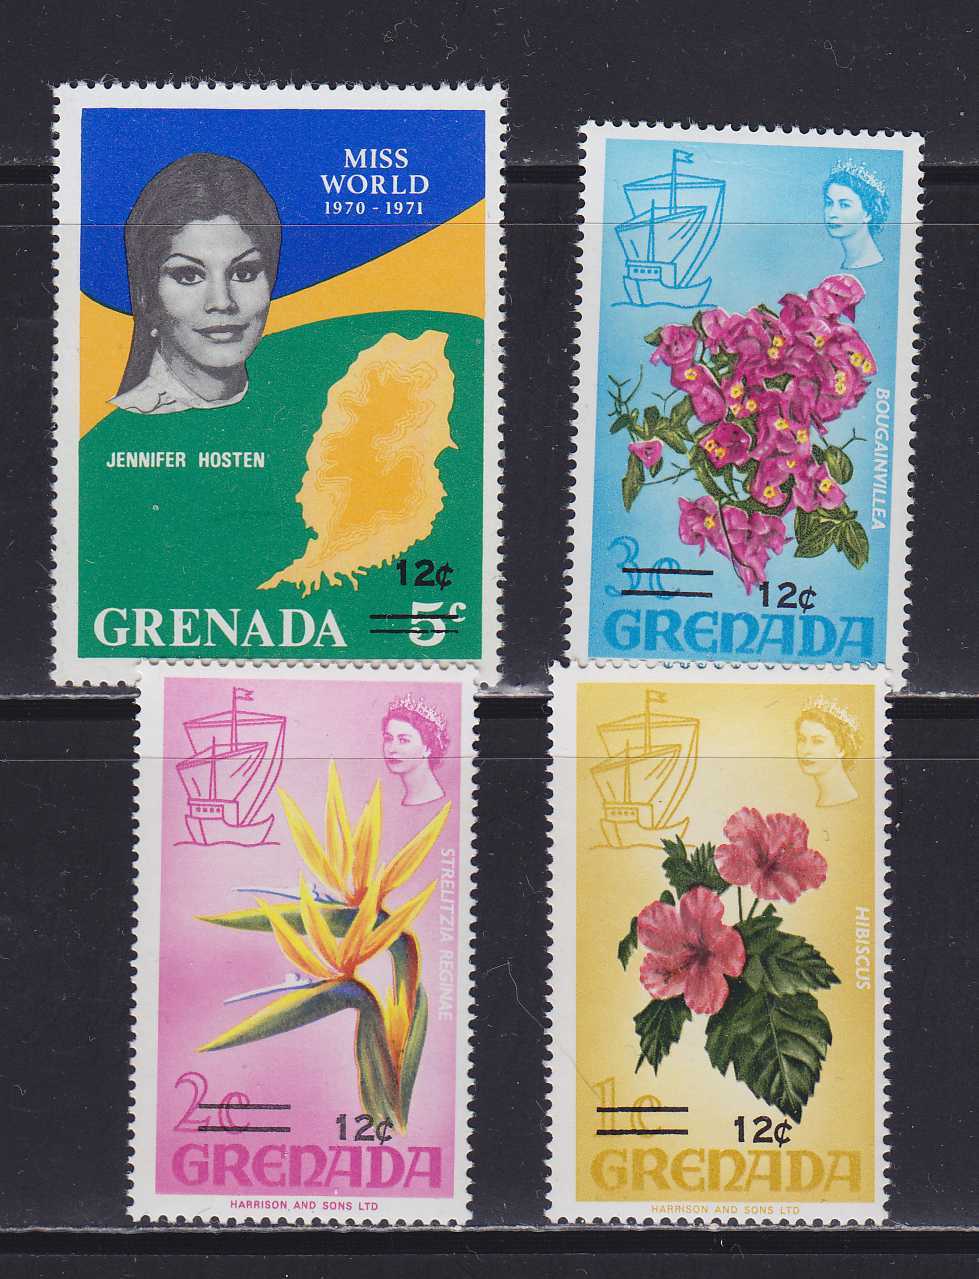 MISS
WORLD
1970 - 1971
JENNIFER HOSTEN
12¢
GRENADA 5¢
BOUGAINVILLEA
3c
12¢
GRENADA
STRELITZIA REGINAE
2c
12¢
GRENADA
HARRISON AND SONS LTD
HIBISCUS
1c
12¢
GRENADA
HARRISON AND SONS LTD